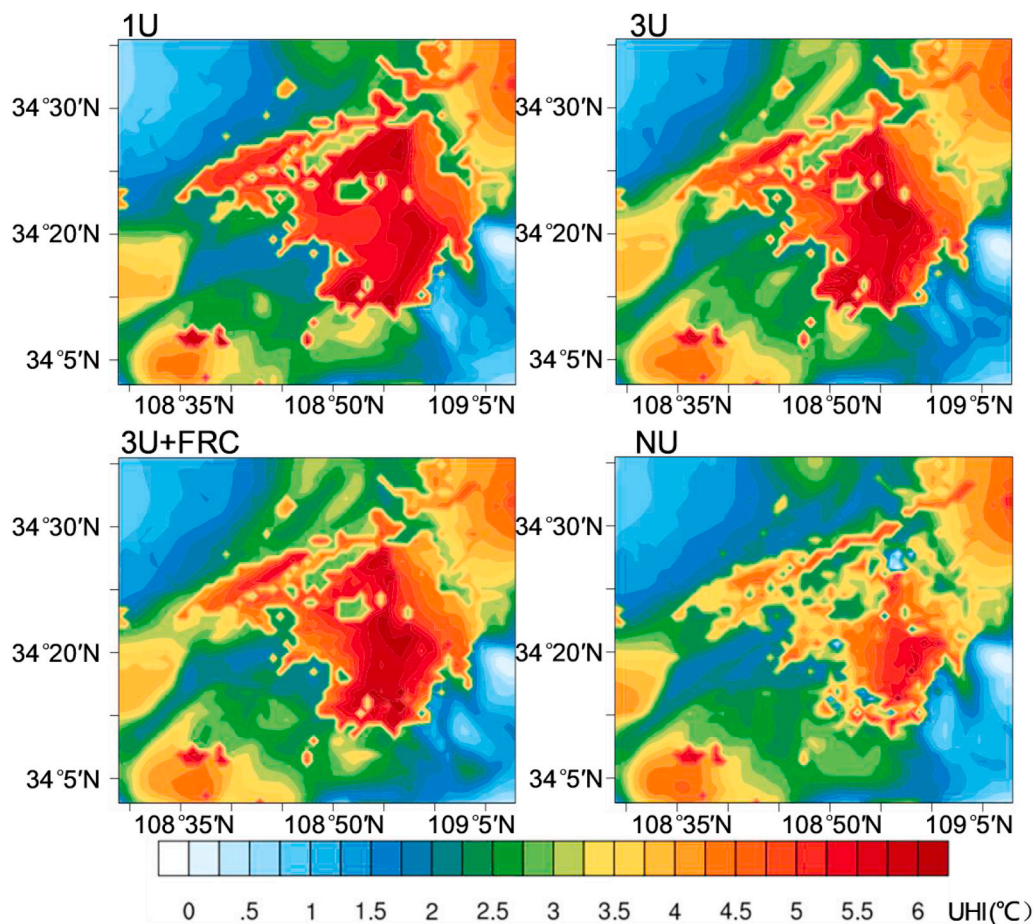 1U 3U
34°30′N 34°30′N
34°20′N 34°20′N
34°5′N 34°5′N
108°35′N 108°50′N 109°5′N 108°35′N 108°50′N 109°5′N
3U+FRC NU
34°30′N 34°30′N
34°20′N 34°20′N
34°5′N 34°5′N
108°35′N 108°50′N 109°5′N 108°35′N 108°50′N 109°5′N
0 .5 1 1.5 2 2.5 3 3.5 4 4.5 5 5.5 6 UHI(℃)